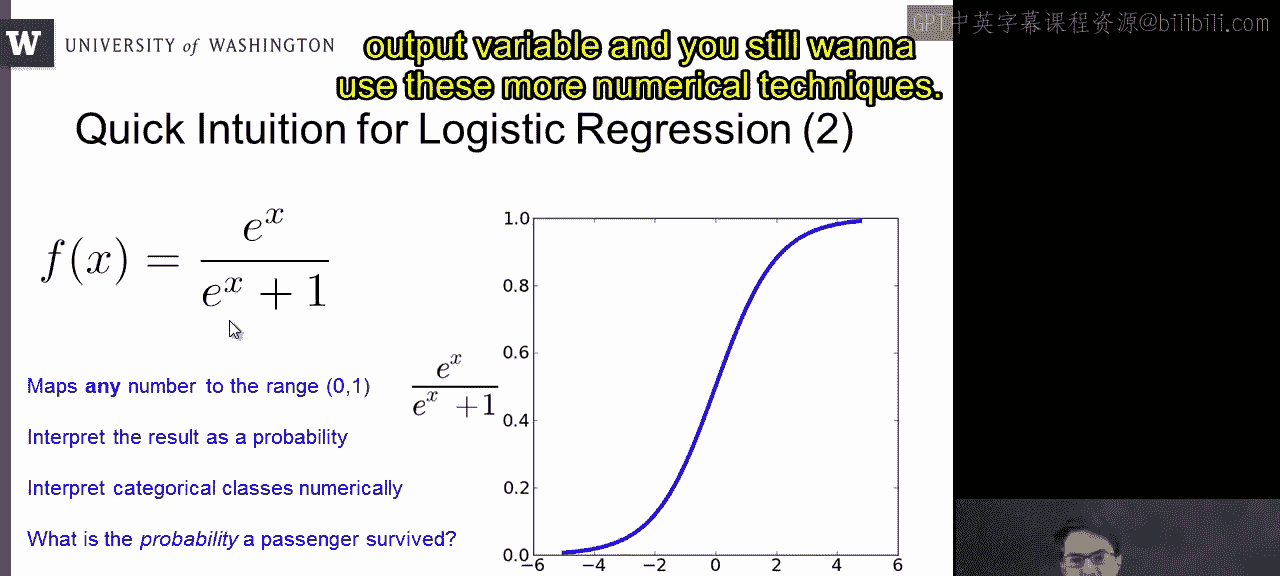 W UNIVERSITY of WASHINGTON
GPT中英字幕课程资源@bilibili.com
output variable and you still wanna
use these more numerical techniques.
Quick Intuition for Logistic Regression (2)
f(x) = e^x / (e^x + 1)
Maps any number to the range (0,1)
Interpret the result as a probability
Interpret categorical classes numerically
What is the probability a passenger survived?
e^x / (e^x + 1)
1.0
0.8
0.6
0.4
0.2
0.0
−6 −4 −2 0 2 4 6